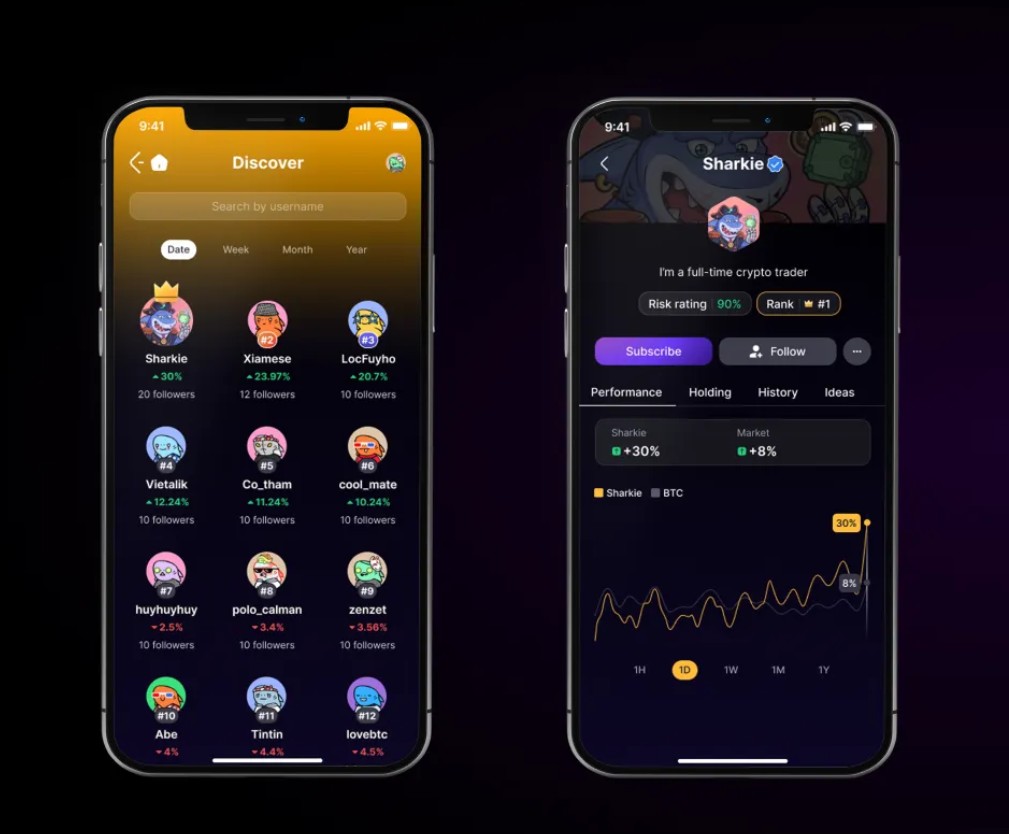 9:41
Discover
Search by username
Date Week Month Year
Sharkie
30%
20 followers
#2
Xiamese
23.97%
12 followers
#3
LocFuyho
20.7%
10 followers
#4
Vietalik
12.24%
10 followers
#5
Co_tham
11.24%
10 followers
#6
cool_mate
10.24%
10 followers
#7
huyhuyhuy
2.5%
10 followers
#8
polo_calman
3.4%
10 followers
#9
zenzet
3.56%
10 followers
#10
Abe
4%
#11
Tintin
4.4%
#12
lovebtc
4.5%
9:41
Sharkie
I'm a full-time crypto trader
Risk rating 90% Rank #1
Subscribe Follow
Performance Holding History Ideas
Sharkie Market
+30% +8%
Sharkie BTC
30%
8%
1H 1D 1W 1M 1Y